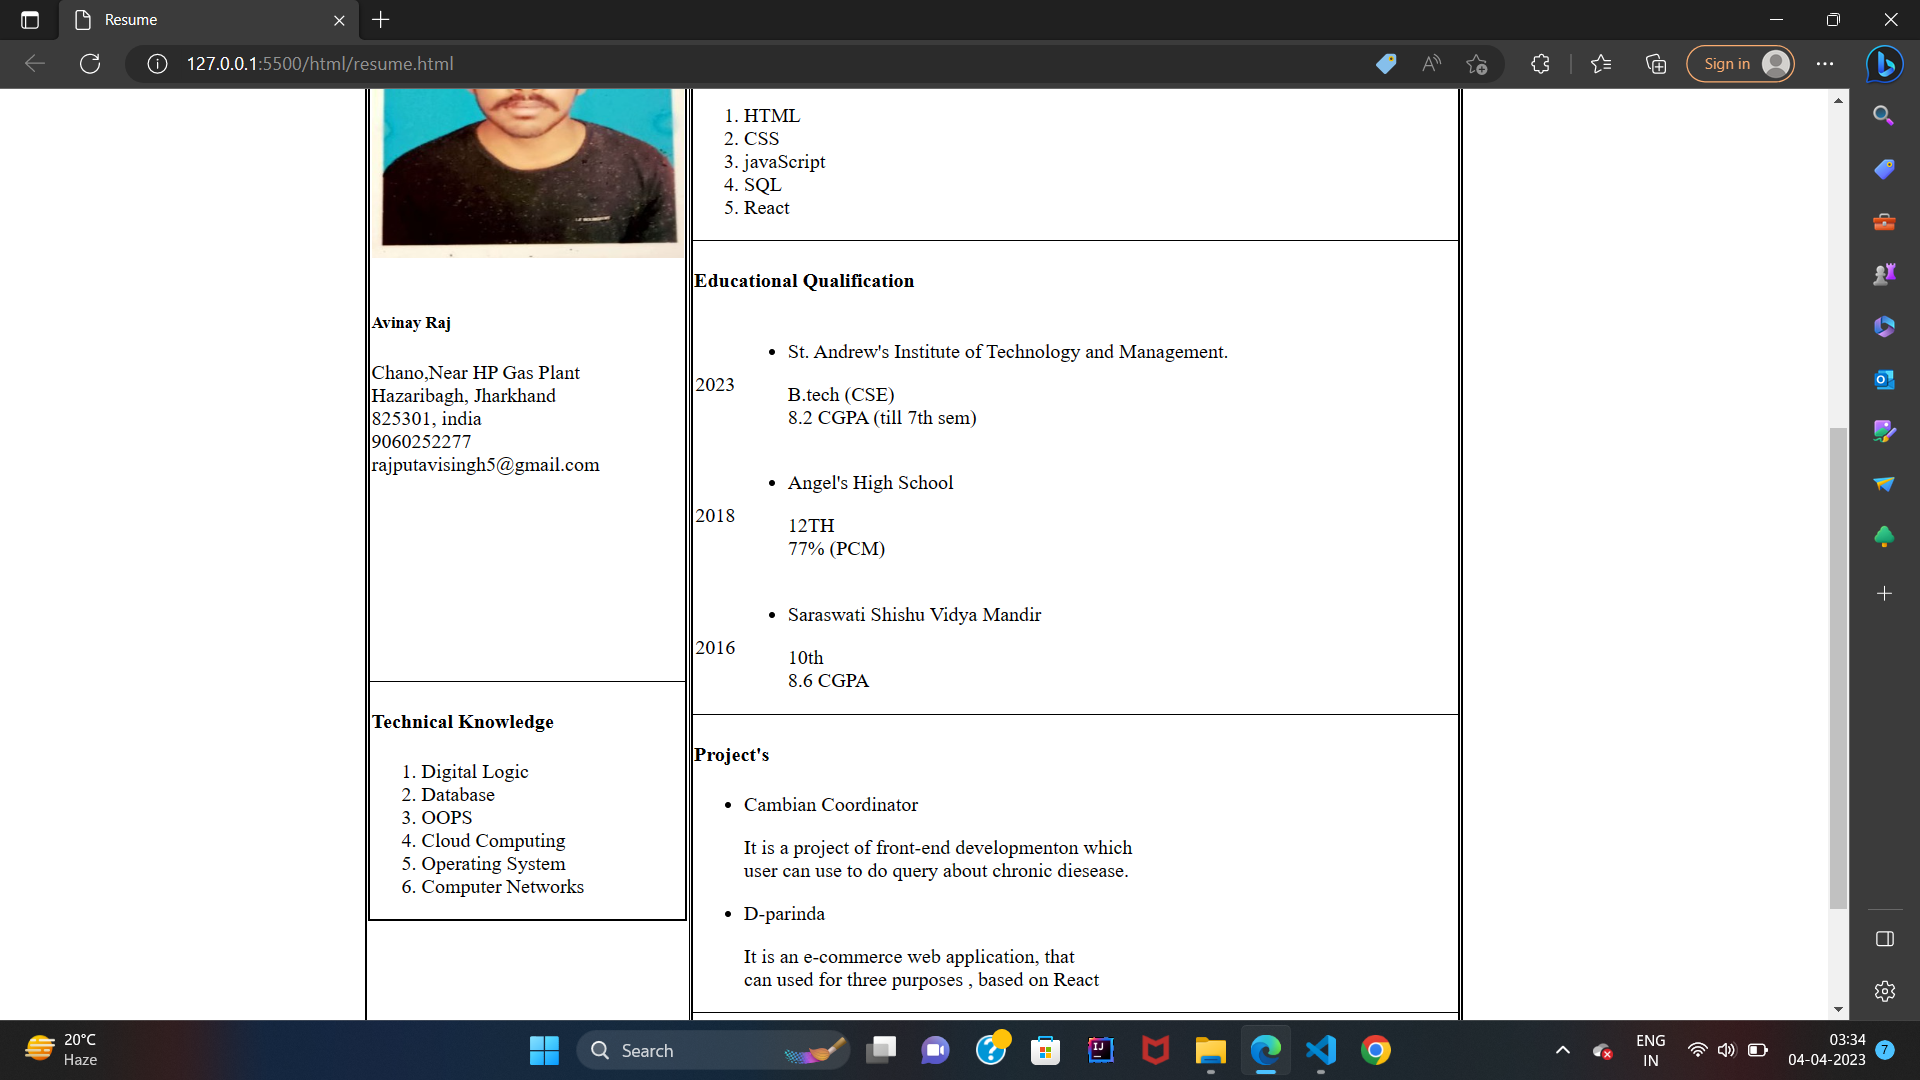 Resume
127.0.0.1:5500/html/resume.html
Sign in
1. HTML
2. CSS
3. javaScript
4. SQL
5. React
Avinay Raj
Chano,Near HP Gas Plant
Hazaribagh, Jharkhand
825301, india
9060252277
rajputavisingh5@gmail.com
Technical Knowledge
1. Digital Logic
2. Database
3. OOPS
4. Cloud Computing
5. Operating System
6. Computer Networks
Educational Qualification
2023
• St. Andrew's Institute of Technology and Management.
B.tech (CSE)
8.2 CGPA (till 7th sem)
2018
• Angel's High School
12TH
77% (PCM)
2016
• Saraswati Shishu Vidya Mandir
10th
8.6 CGPA
Project's
• Cambian Coordinator
It is a project of front-end developmenton which
user can use to do query about chronic diesease.
• D-parinda
It is an e-commerce web application, that
can used for three purposes , based on React
20°C
Haze
Search
ENG
IN
03:34
04-04-2023
7